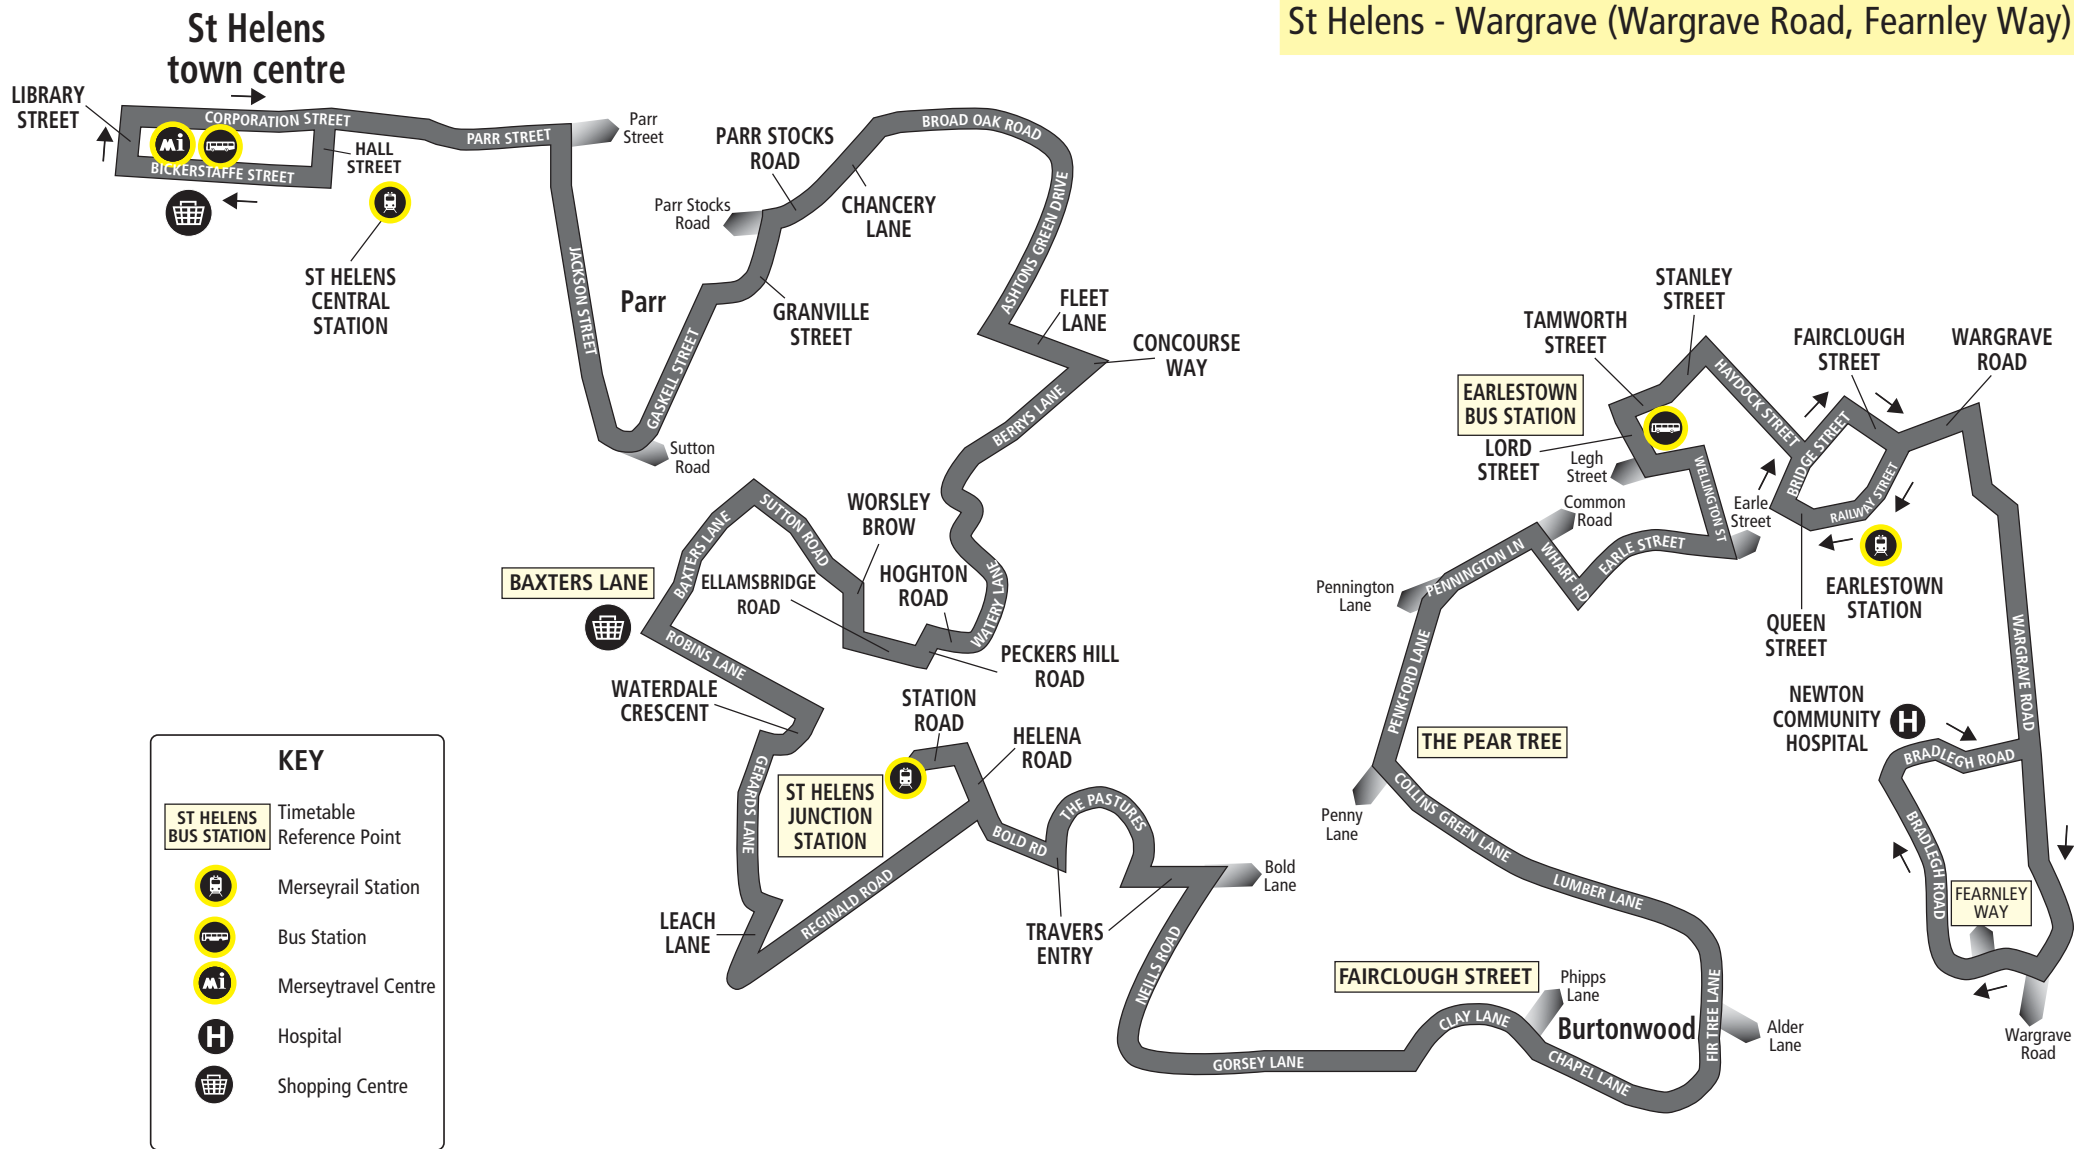 St Helens - Wargrave (Wargrave Road, Fearnley Way)
St Helens
town centre
LIBRARY
STREET
CORPORATION STREET
BICKERSTAFFE STREET
Mi
HALL
STREET
ST HELENS
CENTRAL
STATION
PARR STREET
Parr
Street
JACKSON STREET
Parr
GASKELL STREET
Sutton
Road
GRANVILLE
STREET
Parr Stocks
Road
PARR STOCKS
ROAD
CHANCERY
LANE
BROAD OAK ROAD
ASHTONS GREEN DRIVE
FLEET
LANE
CONCOURSE
WAY
BERRYS LANE
WATERY LANE
HOGHTON
ROAD
PECKERS HILL
ROAD
ELLAMSBRIDGE
ROAD
WORSLEY
BROW
SUTTON ROAD
BAXTERS LANE
BAXTERS LANE
ROBINS LANE
WATERDALE
CRESCENT
GERARDS LANE
LEACH
LANE
REGINALD ROAD
ST HELENS
JUNCTION
STATION
STATION
ROAD
HELENA
ROAD
BOLD RD
THE PASTURES
TRAVERS
ENTRY
Bold
Lane
NEILLS ROAD
GORSEY LANE
CLAY LANE
FAIRCLOUGH STREET
Phipps
Lane
Burtonwood
CHAPEL LANE
FIR TREE LANE
Alder
Lane
LUMBER LANE
COLLINS GREEN LANE
THE PEAR TREE
Penny
Lane
PENKFORD LANE
Pennington
Lane
PENNINGTON LN
Common
Road
WHARF RD
EARLE STREET
Earle
Street
WELLINGTON ST
Legh
Street
LORD
STREET
EARLESTOWN
BUS STATION
TAMWORTH
STREET
STANLEY
STREET
HAYDOCK STREET
BRIDGE STREET
FAIRCLOUGH
STREET
RAILWAY STREET
QUEEN
STREET
EARLESTOWN
STATION
WARGRAVE
ROAD
WARGRAVE ROAD
NEWTON
COMMUNITY
HOSPITAL
H
BRADLEGH ROAD
BRADLEGH ROAD
FEARNLEY
WAY
Wargrave
Road
KEY
ST HELENS
BUS STATION
Timetable
Reference Point
Merseyrail Station
Bus Station
Mi
Merseytravel Centre
H
Hospital
Shopping Centre